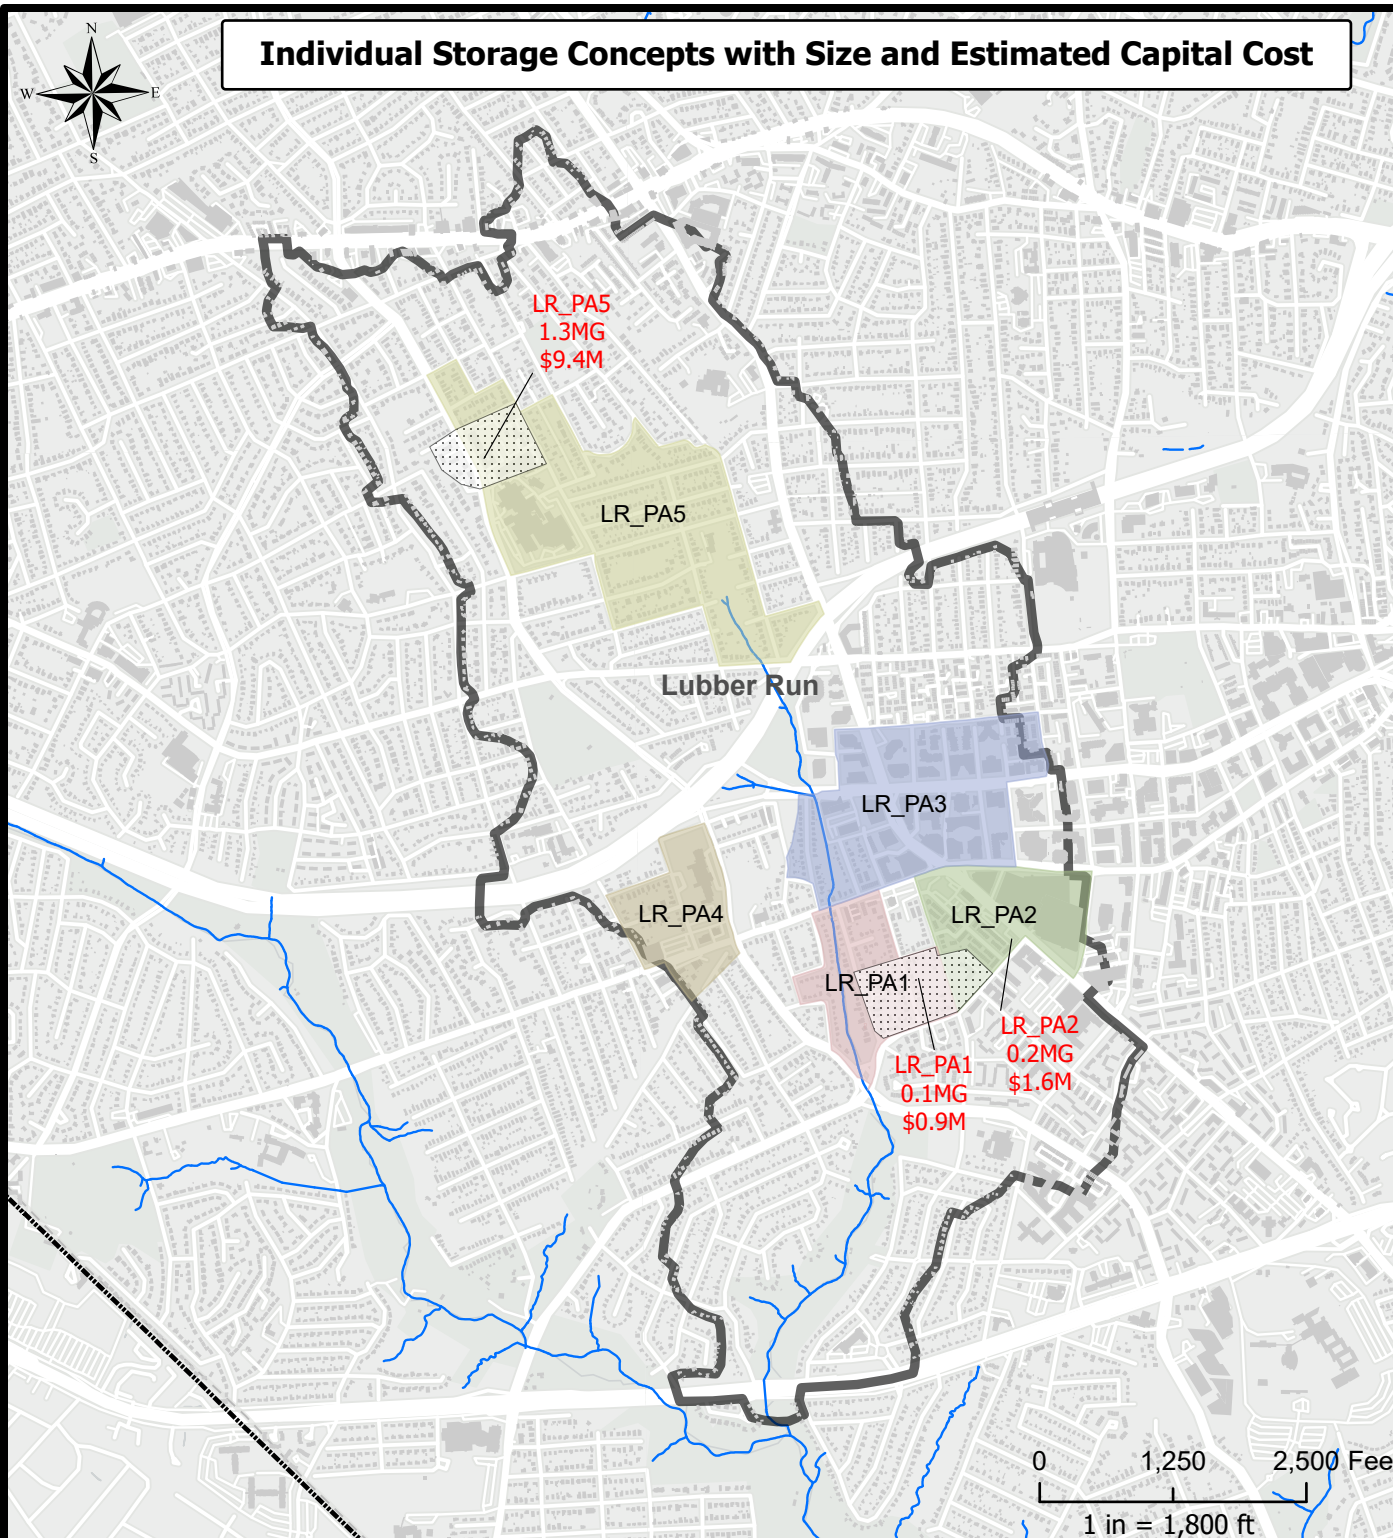 Individual Storage Concepts with Size and Estimated Capital Cost
N
W
E
S
LR_PA5
1.3MG
$9.4M
LR_PA5
Lubber Run
LR_PA3
LR_PA4
LR_PA2
LR_PA1
LR_PA2
0.2MG
$1.6M
LR_PA1
0.1MG
$0.9M
0 1,250 2,500 Fee
1 in = 1,800 ft